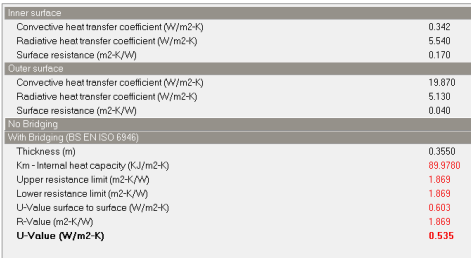 Inner surface
Convective heat transfer coefficient (W/m2-K) 0.342
Radiative heat transfer coefficient (W/m2-K) 5.540
Surface resistance (m2-K/W) 0.170
Outer surface
Convective heat transfer coefficient (W/m2-K) 19.870
Radiative heat transfer coefficient (W/m2-K) 5.130
Surface resistance (m2-K/W) 0.040
No Bridging
With Bridging (BS EN ISO 6946)
Thickness (m) 0.3550
Km - Internal heat capacity (KJ/m2-K) 89.9780
Upper resistance limit (m2-K/W) 1.869
Lower resistance limit (m2-K/W) 1.869
U-Value surface to surface (W/m2-K) 0.603
R-Value (m2-K/W) 1.869
U-Value (W/m2-K) 0.535